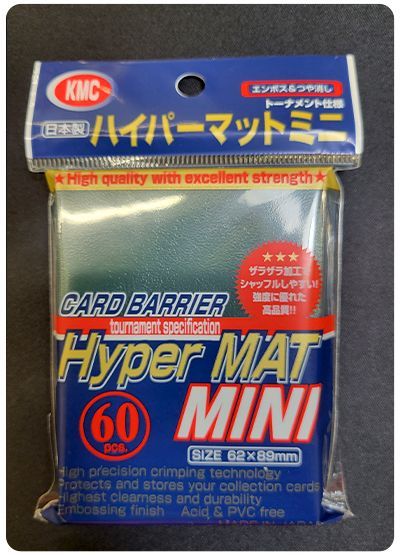 KMC
エンボス&つや消し
トーナメント仕様
日本製
ハイパーマットミニ
★High quality with excellent strength★
★★★
ザラザラ加工で
シャッフルしやすい!
強度に優れた
高品質!!
CARD BARRIER
tournament specification
Hyper MAT
MINI
60
pcs.
SIZE 62×89mm
High precision crimping technology
Protects and stores your collection cards
Highest clearness and durability
Embossing finish Acid & PVC free
MADE IN JAPAN